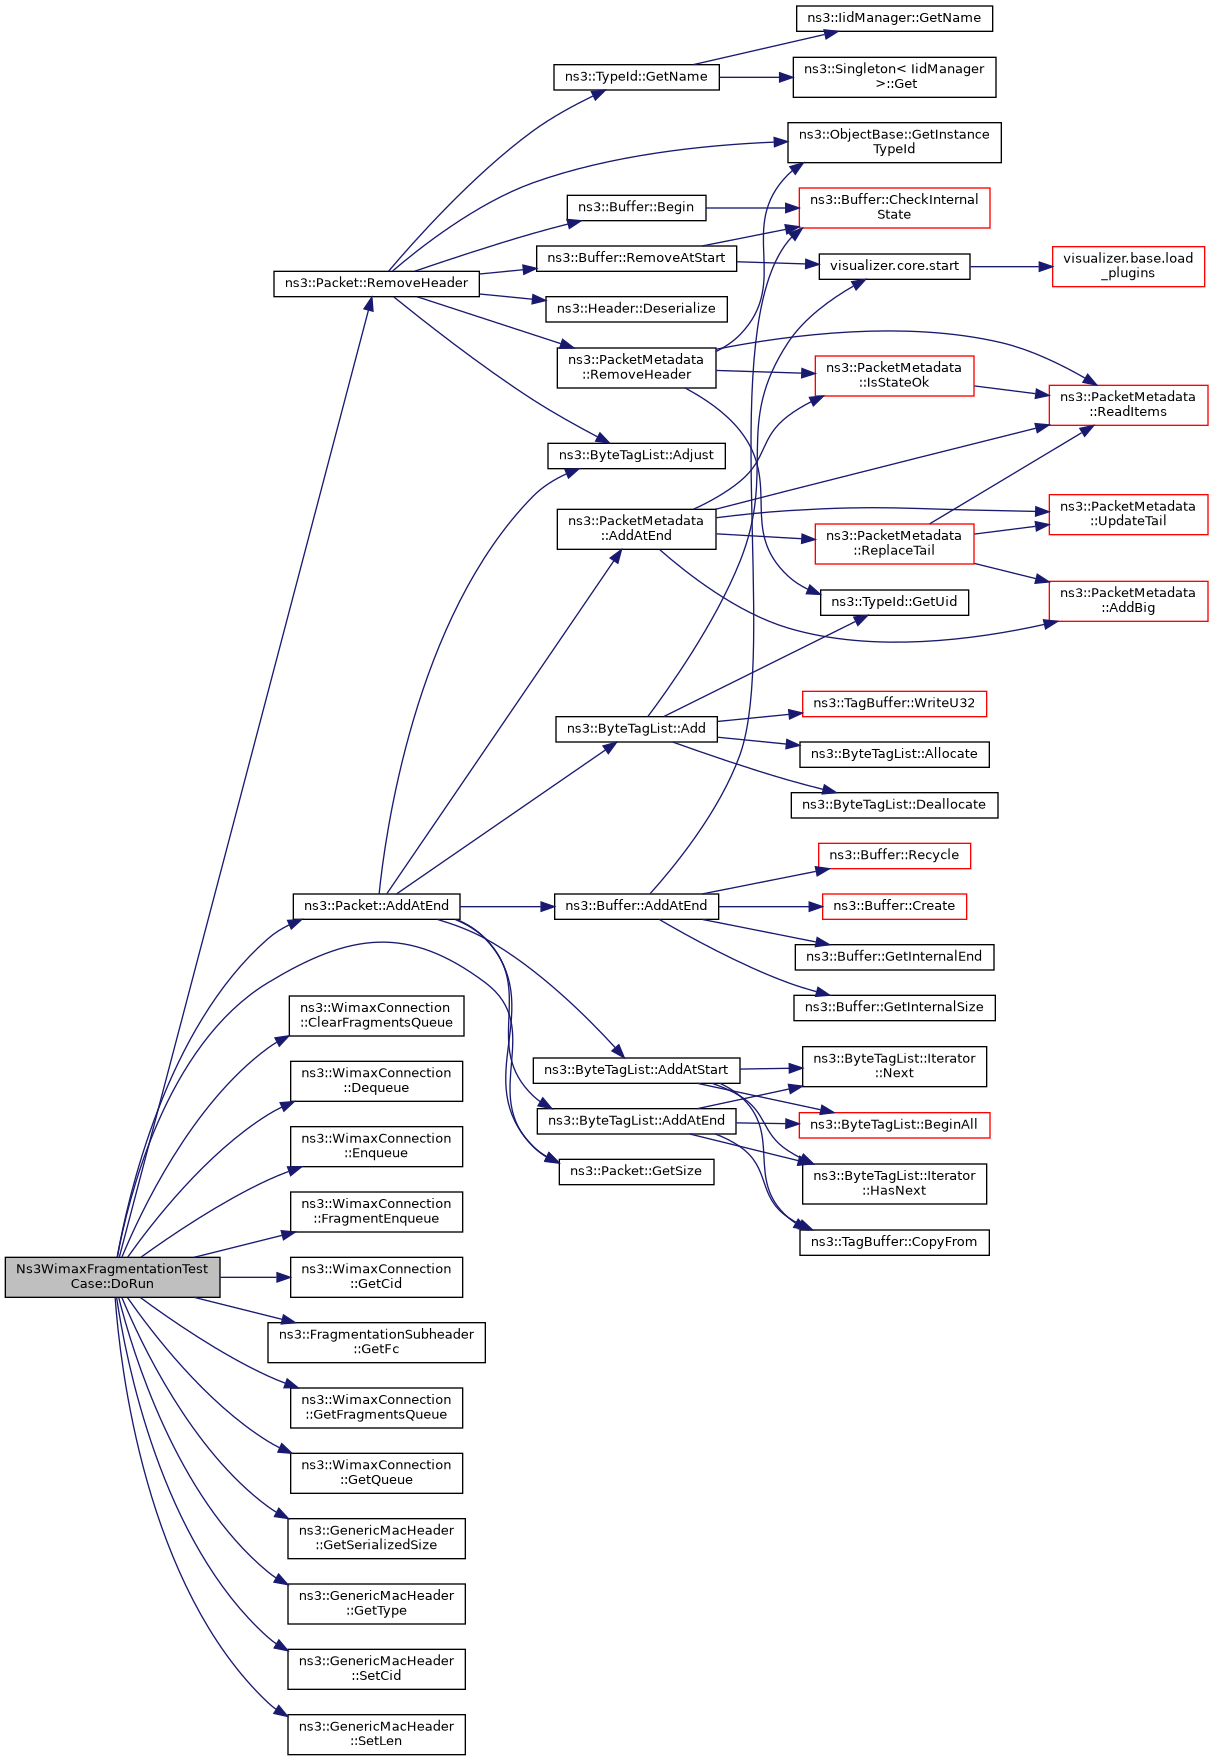 ns3::IidManager::GetName
ns3::TypeId::GetName
ns3::Singleton< IidManager
>::Get
ns3::ObjectBase::GetInstance
TypeId
ns3::Buffer::Begin
ns3::Buffer::CheckInternal
State
ns3::Buffer::RemoveAtStart
visualizer.core.start
visualizer.base.load
_plugins
ns3::Packet::RemoveHeader
ns3::Header::Deserialize
ns3::PacketMetadata
::RemoveHeader
ns3::PacketMetadata
::IsStateOk
ns3::PacketMetadata
::ReadItems
ns3::ByteTagList::Adjust
ns3::PacketMetadata
::AddAtEnd
ns3::PacketMetadata
::ReplaceTail
ns3::PacketMetadata
::UpdateTail
ns3::TypeId::GetUid
ns3::PacketMetadata
::AddBig
ns3::ByteTagList::Add
ns3::TagBuffer::WriteU32
ns3::ByteTagList::Allocate
ns3::ByteTagList::Deallocate
ns3::Buffer::Recycle
ns3::Packet::AddAtEnd
ns3::Buffer::AddAtEnd
ns3::Buffer::Create
ns3::Buffer::GetInternalEnd
ns3::Buffer::GetInternalSize
ns3::WimaxConnection
::ClearFragmentsQueue
ns3::ByteTagList::AddAtStart
ns3::ByteTagList::Iterator
::Next
ns3::WimaxConnection
::Dequeue
ns3::ByteTagList::AddAtEnd
ns3::ByteTagList::BeginAll
ns3::WimaxConnection
::Enqueue
ns3::Packet::GetSize
ns3::ByteTagList::Iterator
::HasNext
ns3::WimaxConnection
::FragmentEnqueue
ns3::TagBuffer::CopyFrom
Ns3WimaxFragmentationTest
Case::DoRun
ns3::WimaxConnection
::GetCid
ns3::FragmentationSubheader
::GetFc
ns3::WimaxConnection
::GetFragmentsQueue
ns3::WimaxConnection
::GetQueue
ns3::GenericMacHeader
::GetSerializedSize
ns3::GenericMacHeader
::GetType
ns3::GenericMacHeader
::SetCid
ns3::GenericMacHeader
::SetLen